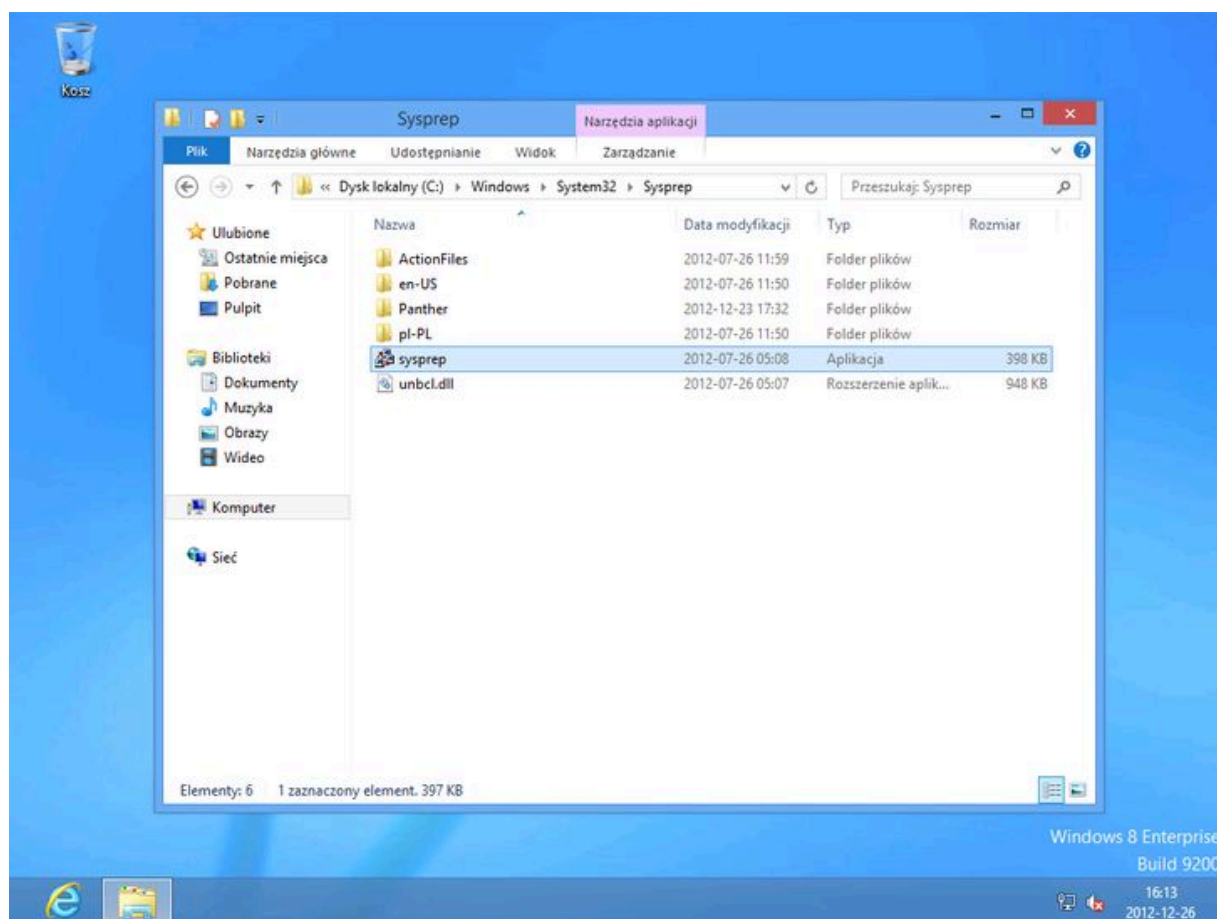 Kosz
Sysprep
Narzędzia aplikacji
Plik Narzędzia główne Udostępnianie Widok Zarządzanie
« Dysk lokalny (C:) Windows System32 Sysprep Przeszukaj: Sysprep
Nazwa Data modyfikacji Typ Rozmiar
Ulubione
Ostatnie miejsca
Pobrane
Pulpit
Biblioteki
Dokumenty
Muzyka
Obrazy
Wideo
Komputer
Sieć
ActionFiles 2012-07-26 11:59 Folder plików
en-US 2012-07-26 11:50 Folder plików
Panther 2012-12-23 17:32 Folder plików
pl-PL 2012-07-26 11:50 Folder plików
sysprep 2012-07-26 05:08 Aplikacja 398 KB
unbcl.dll 2012-07-26 05:07 Rozszerzenie aplik... 948 KB
Elementy: 6 1 zaznaczony element. 397 KB
Windows 8 Enterprise
Build 9200
16:13
2012-12-26